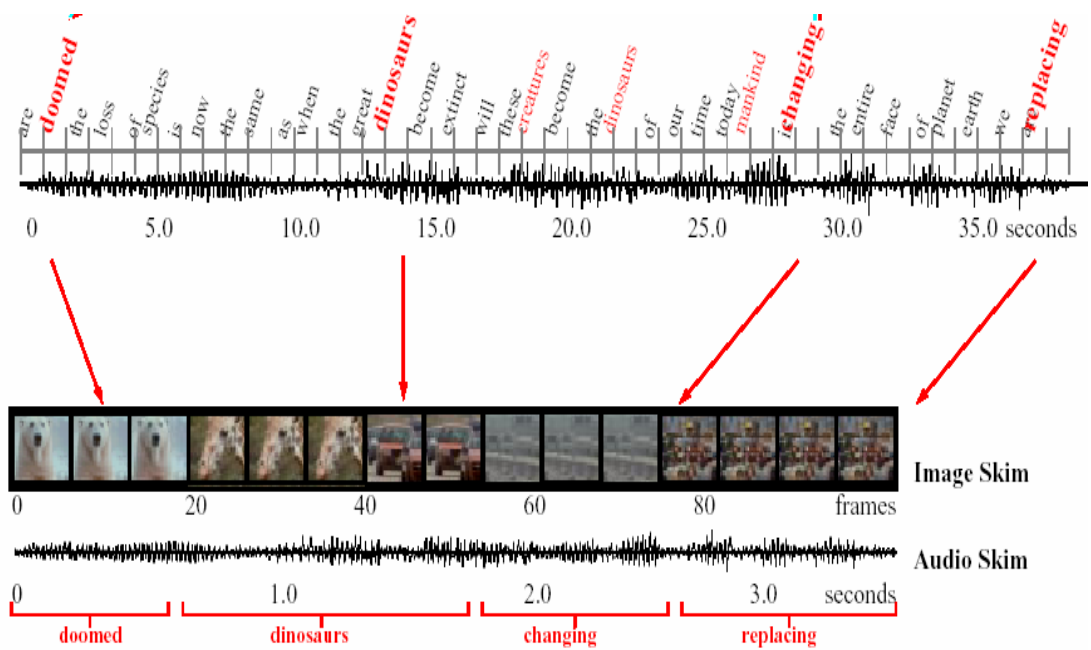 are doomed the loss of species is now the same as when the great dinosaurs become extinct will these creatures become the dinosaurs of our time today mankind is changing the entire face of planet earth we are replacing
0 5.0 10.0 15.0 20.0 25.0 30.0 35.0 seconds
Image Skim
0 20 40 60 80 frames
Audio Skim
0 1.0 2.0 3.0 seconds
doomed dinosaurs changing replacing